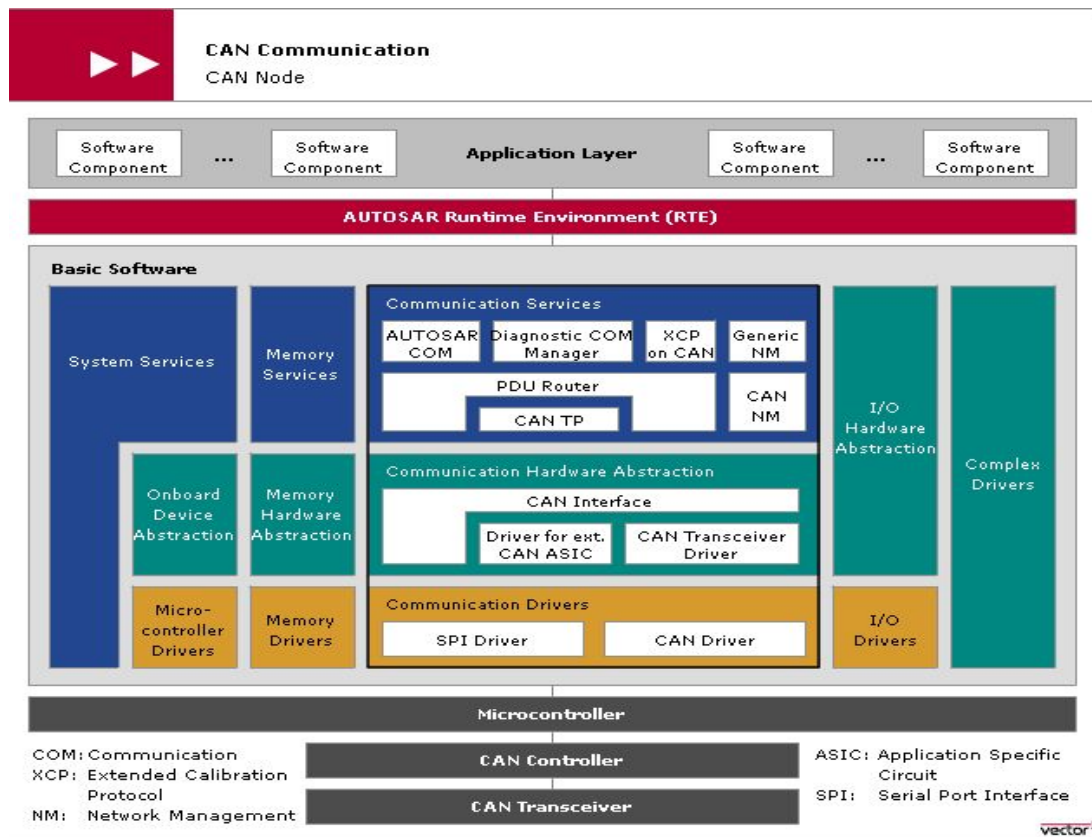 CAN Communication
CAN Node
Software
Component
...
Software
Component
Application Layer
Software
Component
...
Software
Component
AUTOSAR Runtime Environment (RTE)
Basic Software
System Services
Memory
Services
Communication Services
AUTOSAR
COM
Diagnostic COM
Manager
XCP
on CAN
Generic
NM
PDU Router
CAN TP
CAN
NM
I/O
Hardware
Abstraction
Complex
Drivers
Onboard
Device
Abstraction
Memory
Hardware
Abstraction
Communication Hardware Abstraction
CAN Interface
Driver for ext.
CAN ASIC
CAN Transceiver
Driver
Micro-
controller
Drivers
Memory
Drivers
Communication Drivers
SPI Driver
CAN Driver
I/O
Drivers
Microcontroller
CAN Controller
CAN Transceiver
COM: Communication
XCP: Extended Calibration
Protocol
NM: Network Management
ASIC: Application Specific
Circuit
SPI: Serial Port Interface
vector